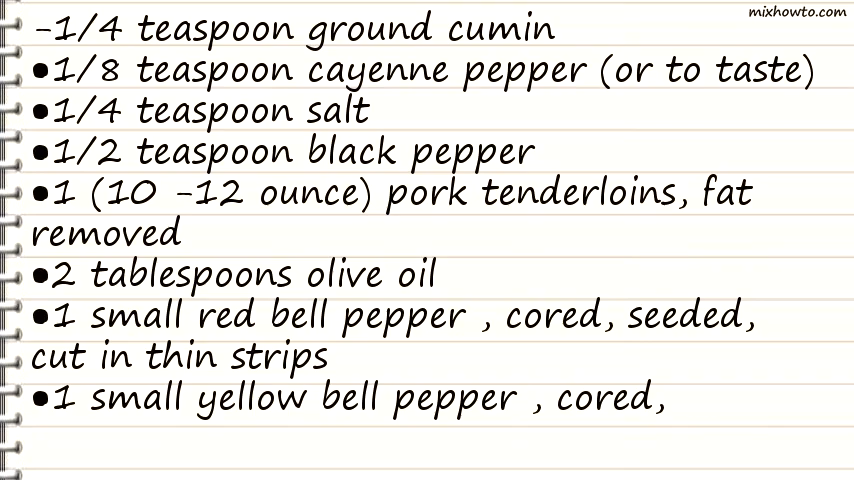 mixhowto.com
-1/4 teaspoon ground cumin
•1/8 teaspoon cayenne pepper (or to taste)
•1/4 teaspoon salt
•1/2 teaspoon black pepper
•1 (10 -12 ounce) pork tenderloins, fat
removed
•2 tablespoons olive oil
•1 small red bell pepper , cored, seeded,
cut in thin strips
•1 small yellow bell pepper , cored,